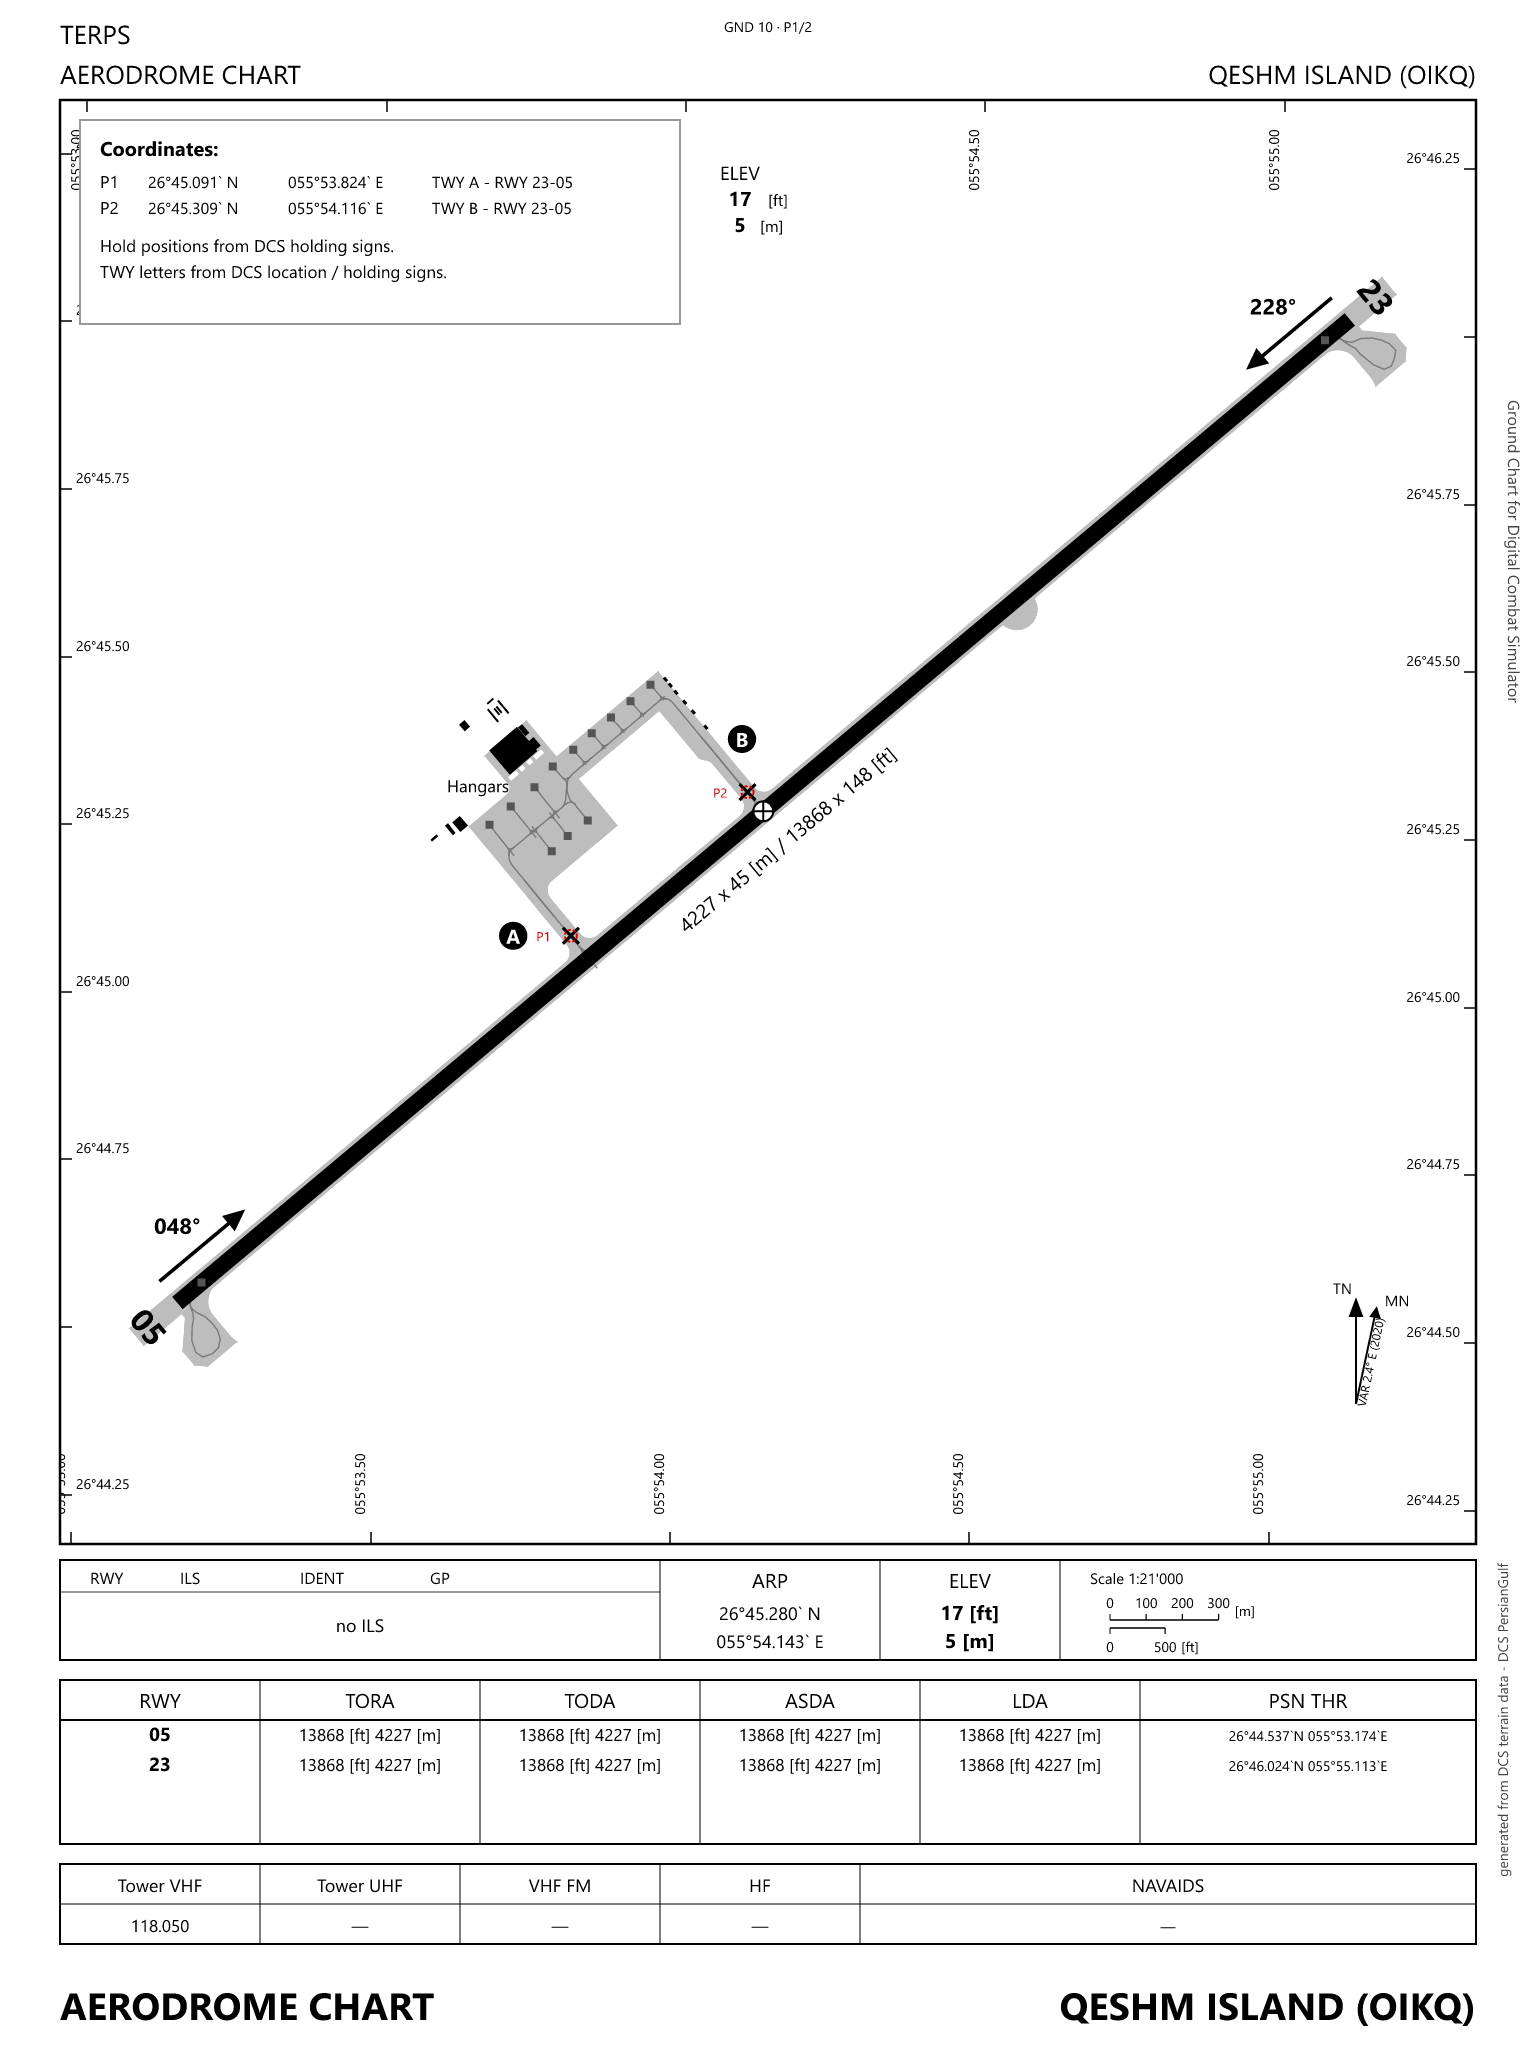 GND 10 · P1/2
TERPS
AERODROME CHART
QESHM ISLAND (OIKQ)
055°54.50
055°55.00
Coordinates:
P1 26°45.091` N 055°53.824` E TWY A - RWY 23-05
P2 26°45.309` N 055°54.116` E TWY B - RWY 23-05
Hold positions from DCS holding signs.
TWY letters from DCS location / holding signs.
ELEV
17 [ft]
5 [m]
26°46.25
228°
23
26°45.75
26°45.75
26°45.50
26°45.50
B
Hangars
P2
26°45.25
26°45.25
4227 x 45 [m] / 13868 x 148 [ft]
A
P1
26°45.00
26°45.00
26°44.75
26°44.75
048°
05
TN
MN
VAR 2.4° E (2020)
26°44.50
26°44.25
26°44.25
055°53.50
055°54.00
055°54.50
055°55.00
Ground Chart for Digital Combat Simulator
RWY ILS IDENT GP
no ILS
ARP
26°45.280` N
055°54.143` E
ELEV
17 [ft]
5 [m]
Scale 1:21'000
0 100 200 300 [m]
0 500 [ft]
RWY TORA TODA ASDA LDA PSN THR
05 13868 [ft] 4227 [m] 13868 [ft] 4227 [m] 13868 [ft] 4227 [m] 13868 [ft] 4227 [m] 26°44.537`N 055°53.174`E
23 13868 [ft] 4227 [m] 13868 [ft] 4227 [m] 13868 [ft] 4227 [m] 13868 [ft] 4227 [m] 26°46.024`N 055°55.113`E
generated from DCS terrain data - DCS PersianGulf
Tower VHF Tower UHF VHF FM HF NAVAIDS
118.050 — — — —
AERODROME CHART
QESHM ISLAND (OIKQ)